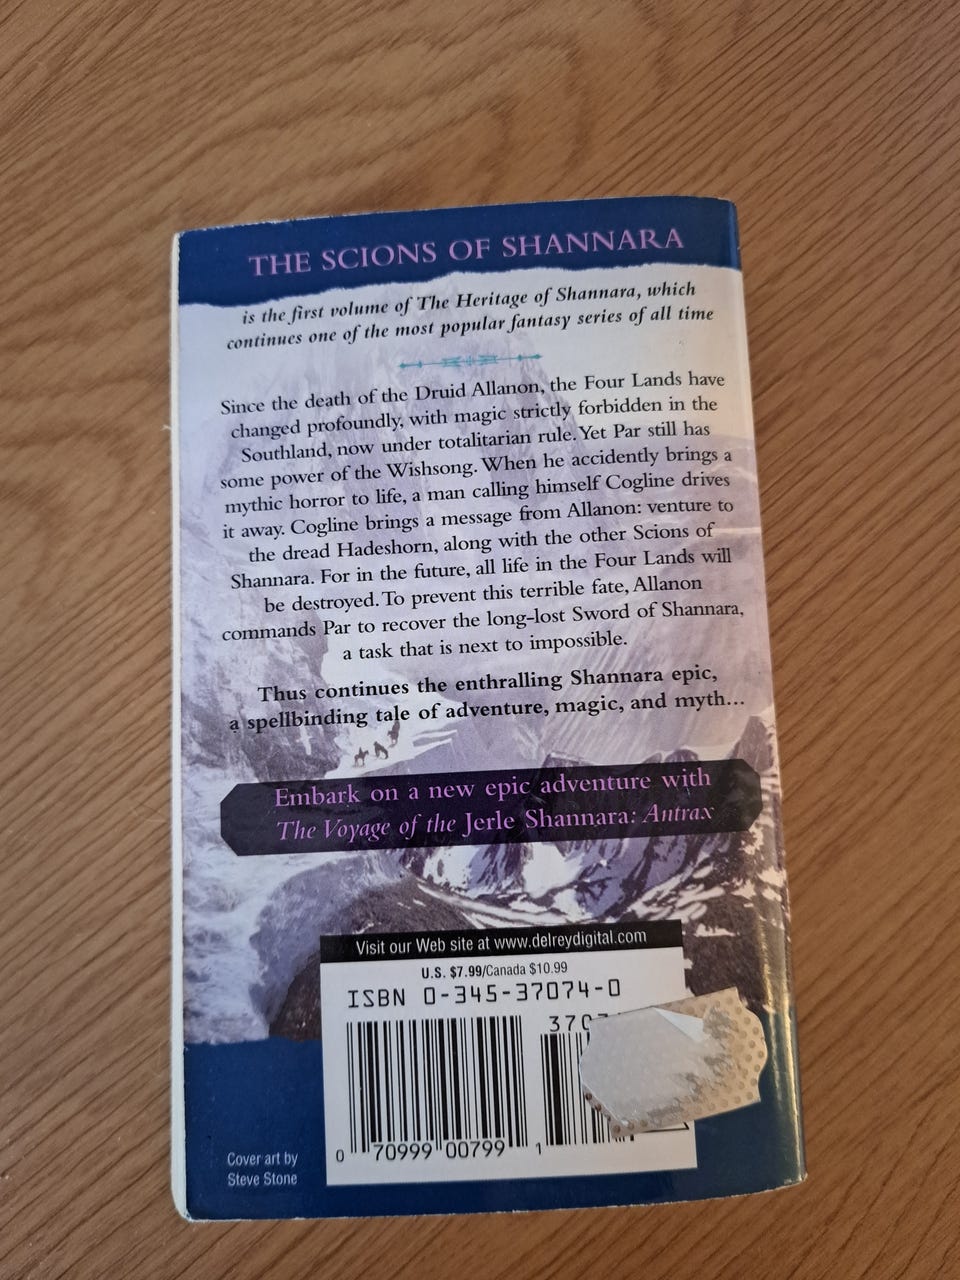 THE SCIONS OF SHANNARA
is the first volume of The Heritage of Shannara, which
continues one of the most popular fantasy series of all time
Since the death of the Druid Allanon, the Four Lands have
changed profoundly, with magic strictly forbidden in the
Southland, now under totalitarian rule. Yet Par still has
some power of the Wishsong. When he accidently brings a
mythic horror to life, a man calling himself Cogline drives
it away. Cogline brings a message from Allanon: venture to
the dread Hadeshorn, along with the other Scions of
Shannara. For in the future, all life in the Four Lands will
be destroyed. To prevent this terrible fate, Allanon
commands Par to recover the long-lost Sword of Shannara,
a task that is next to impossible.
Thus continues the enthralling Shannara epic,
a spellbinding tale of adventure, magic, and myth...
Embark on a new epic adventure with
The Voyage of the Jerle Shannara: Antrax
Visit our Web site at www.delreydigital.com
U.S. $7.99/Canada $10.99
ISBN 0-345-37074-0
0 70999 00799 1
Cover art by
Steve Stone